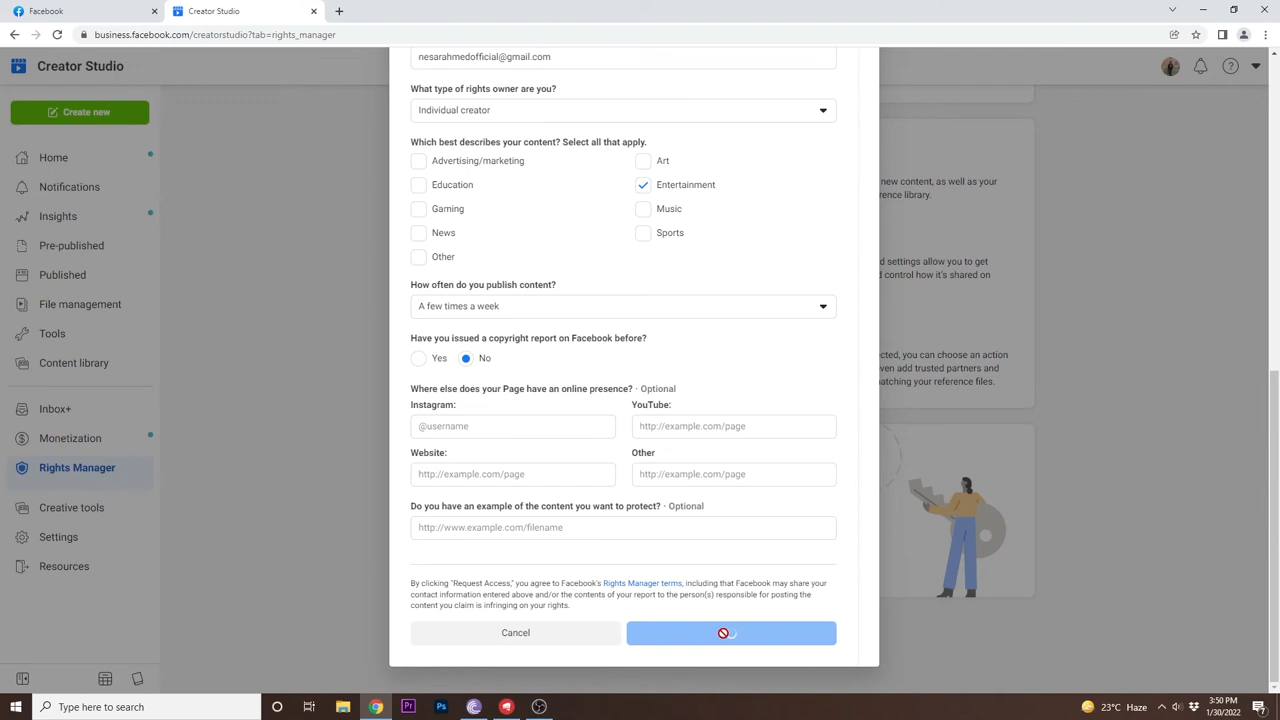 Facebook
Creator Studio
business.facebook.com/creatorstudio?tab=rights_manager
Creator Studio
Create new
Home
Notifications
Insights
Pre-published
Published
File management
Tools
Content library
Inbox+
Monetization
Rights Manager
Creative tools
Settings
Resources
nesarahmedofficial@gmail.com
What type of rights owner are you?
Individual creator
Which best describes your content? Select all that apply.
Advertising/marketing
Art
Education
Entertainment
Gaming
Music
News
Sports
Other
How often do you publish content?
A few times a week
Have you issued a copyright report on Facebook before?
Yes
No
Where else does your Page have an online presence? · Optional
Instagram:
YouTube:
@username
http://example.com/page
Website:
Other
http://example.com/page
http://example.com/page
Do you have an example of the content you want to protect? · Optional
http://www.example.com/filename
By clicking "Request Access," you agree to Facebook's Rights Manager terms, including that Facebook may share your
contact information entered above and/or the contents of your report to the person(s) responsible for posting the
content you claim is infringing on your rights.
Cancel
new content, as well as your
erence library.
d settings allow you to get
d control how it's shared on
ected, you can choose an action
even add trusted partners and
natching your reference files.
Type here to search
Pr
Ps
23°C Haze
3:50 PM
1/30/2022